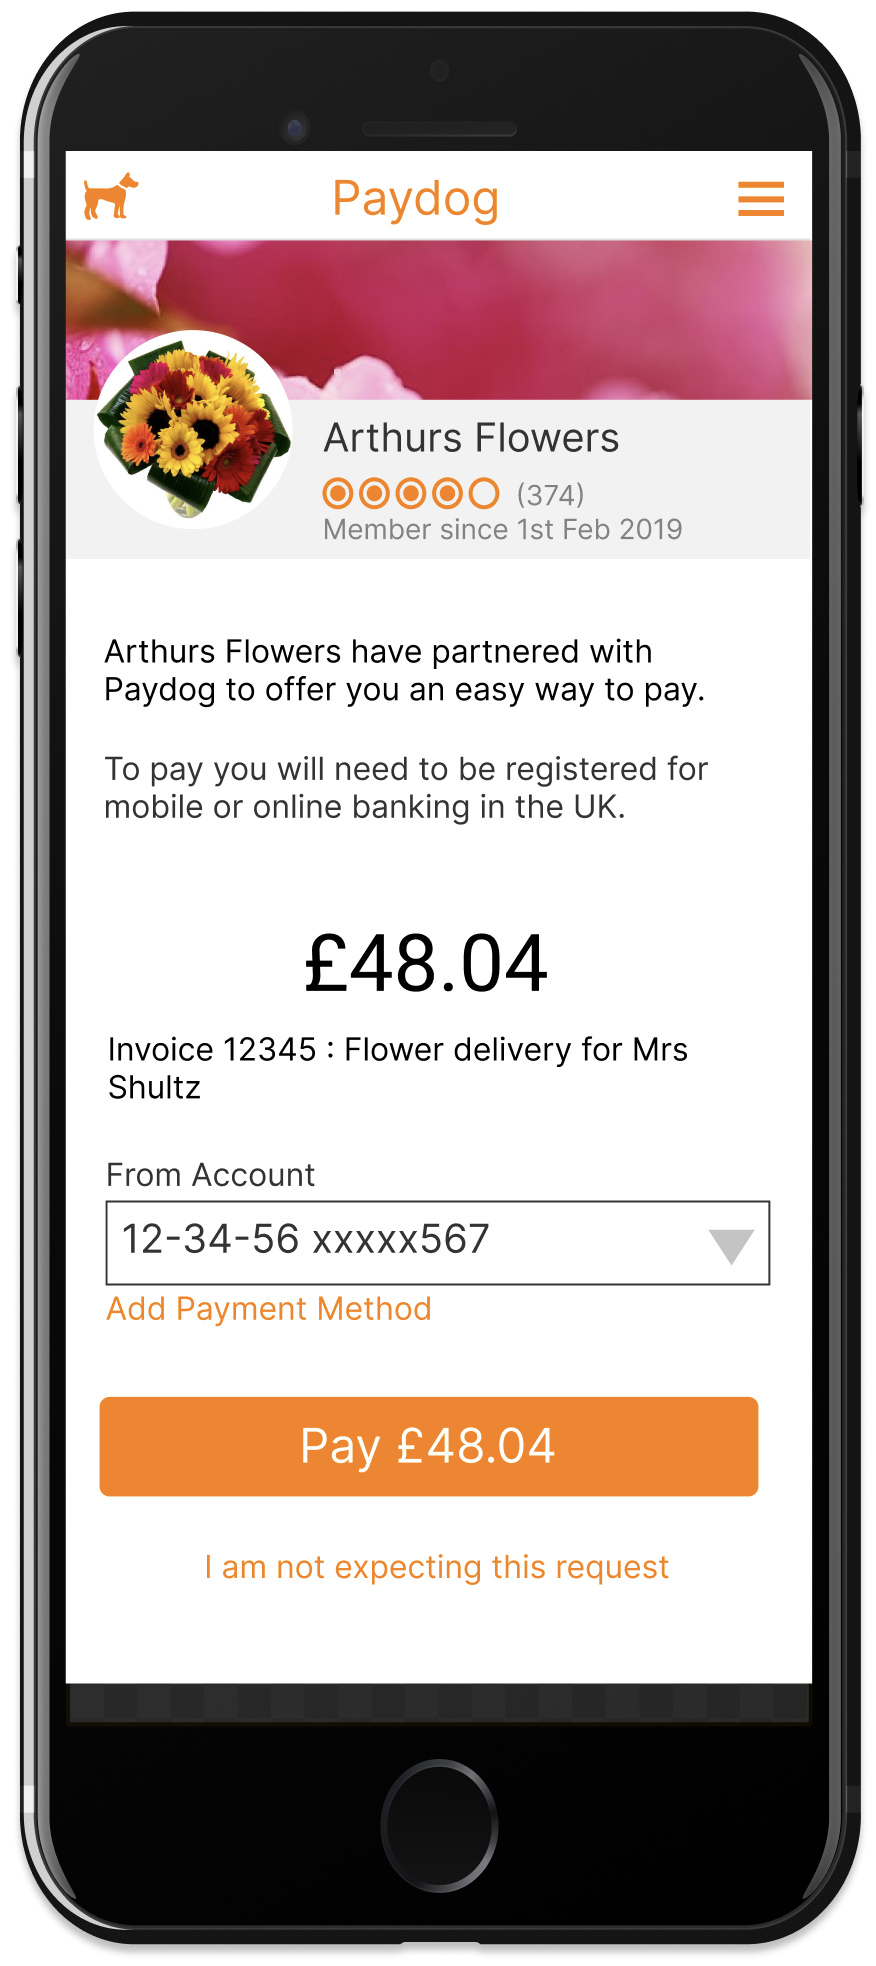 Paydog
Arthurs Flowers
(374)
Member since 1st Feb 2019
Arthurs Flowers have partnered with
Paydog to offer you an easy way to pay.
To pay you will need to be registered for
mobile or online banking in the UK.
£48.04
Invoice 12345 : Flower delivery for Mrs
Shultz
From Account
12-34-56 xxxxx567
Add Payment Method
Pay £48.04
I am not expecting this request